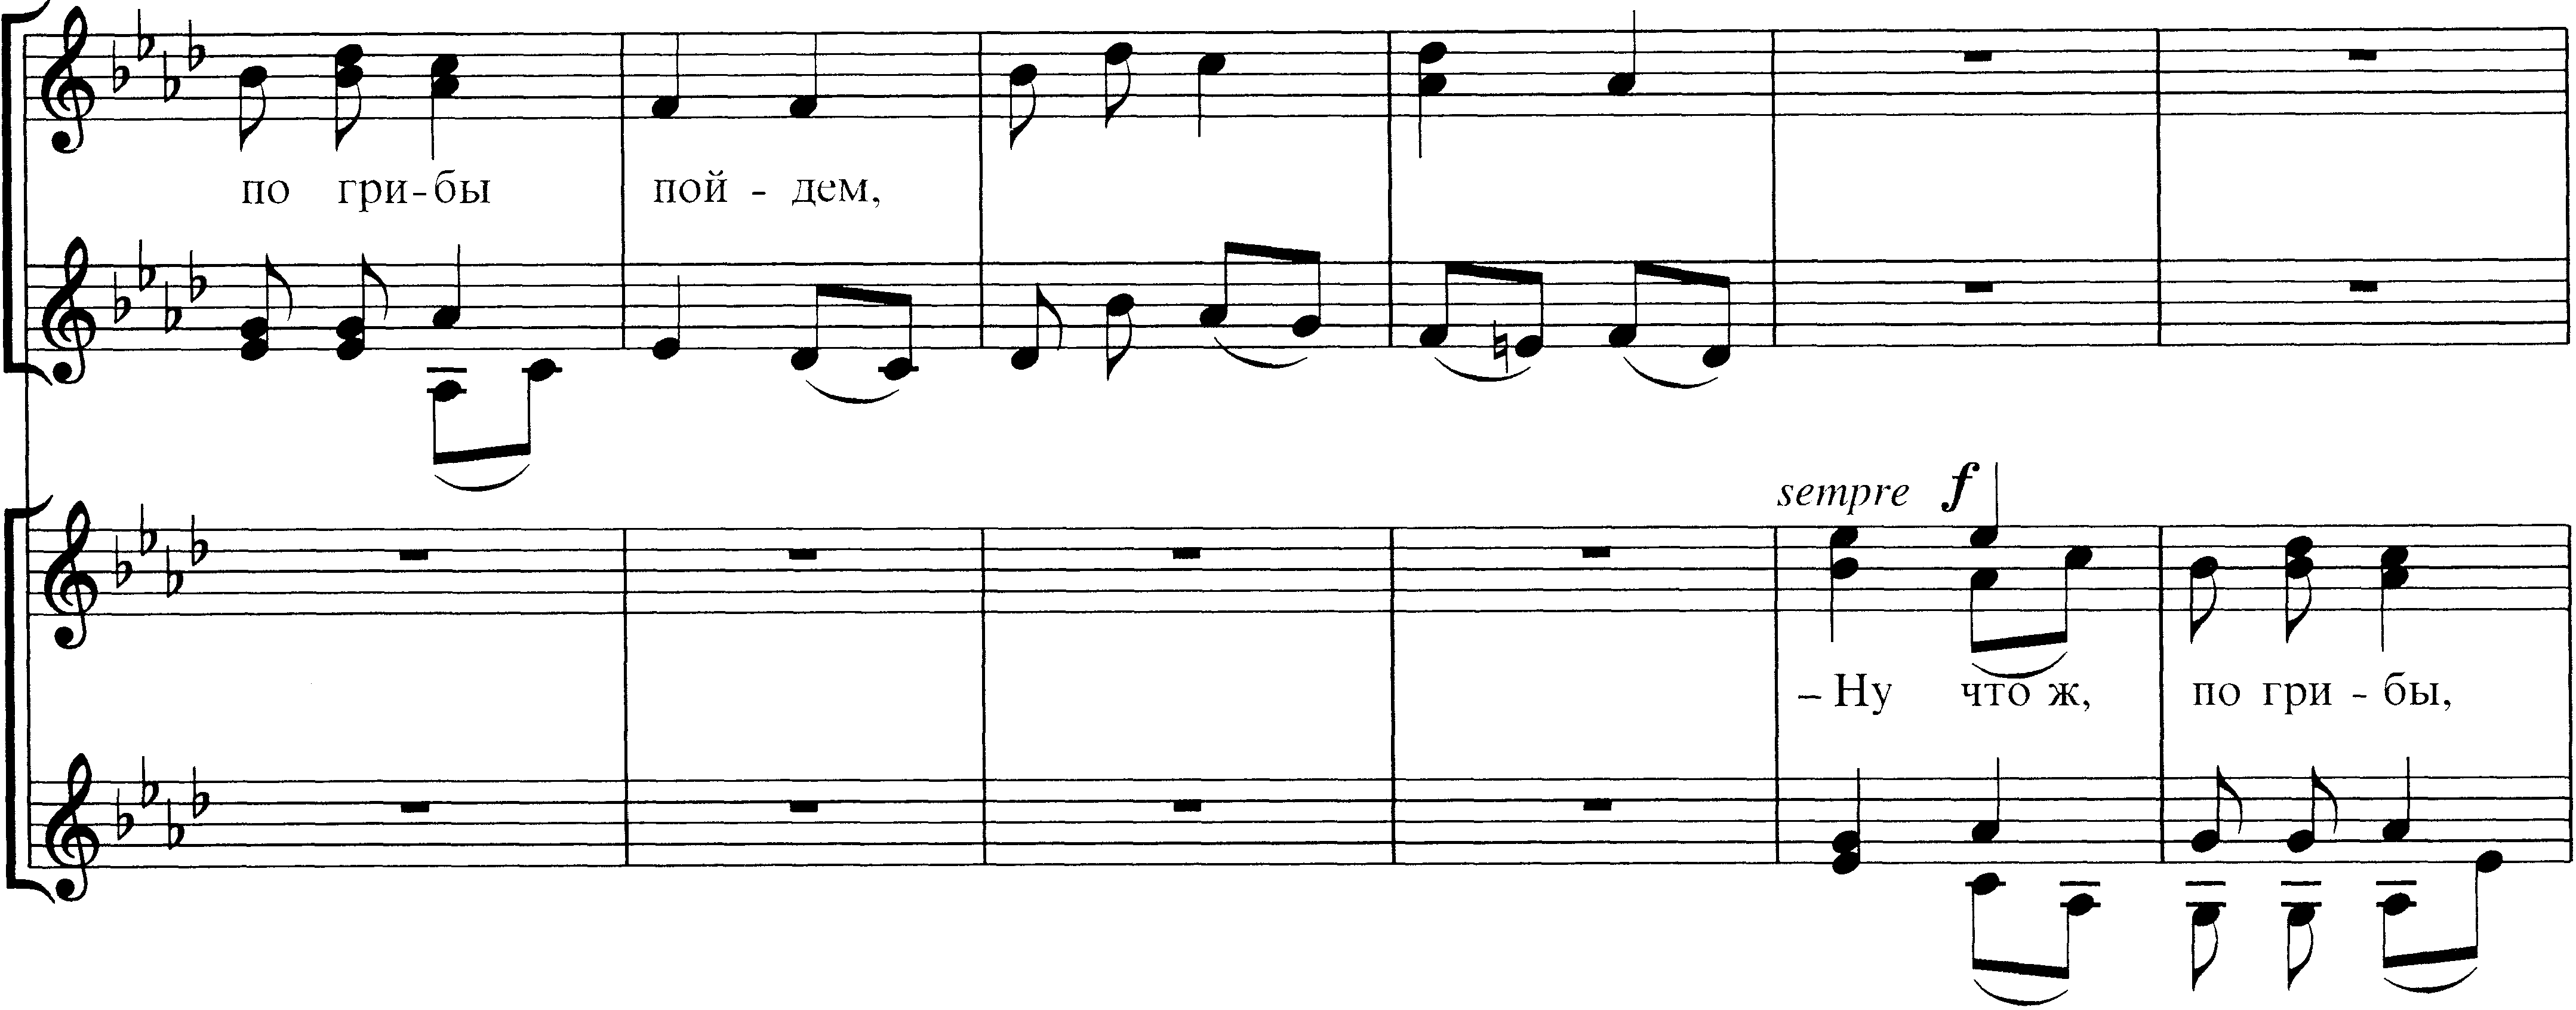 по гри-бы пой - дем,
sempre f
– Ну что ж, по гри - бы,